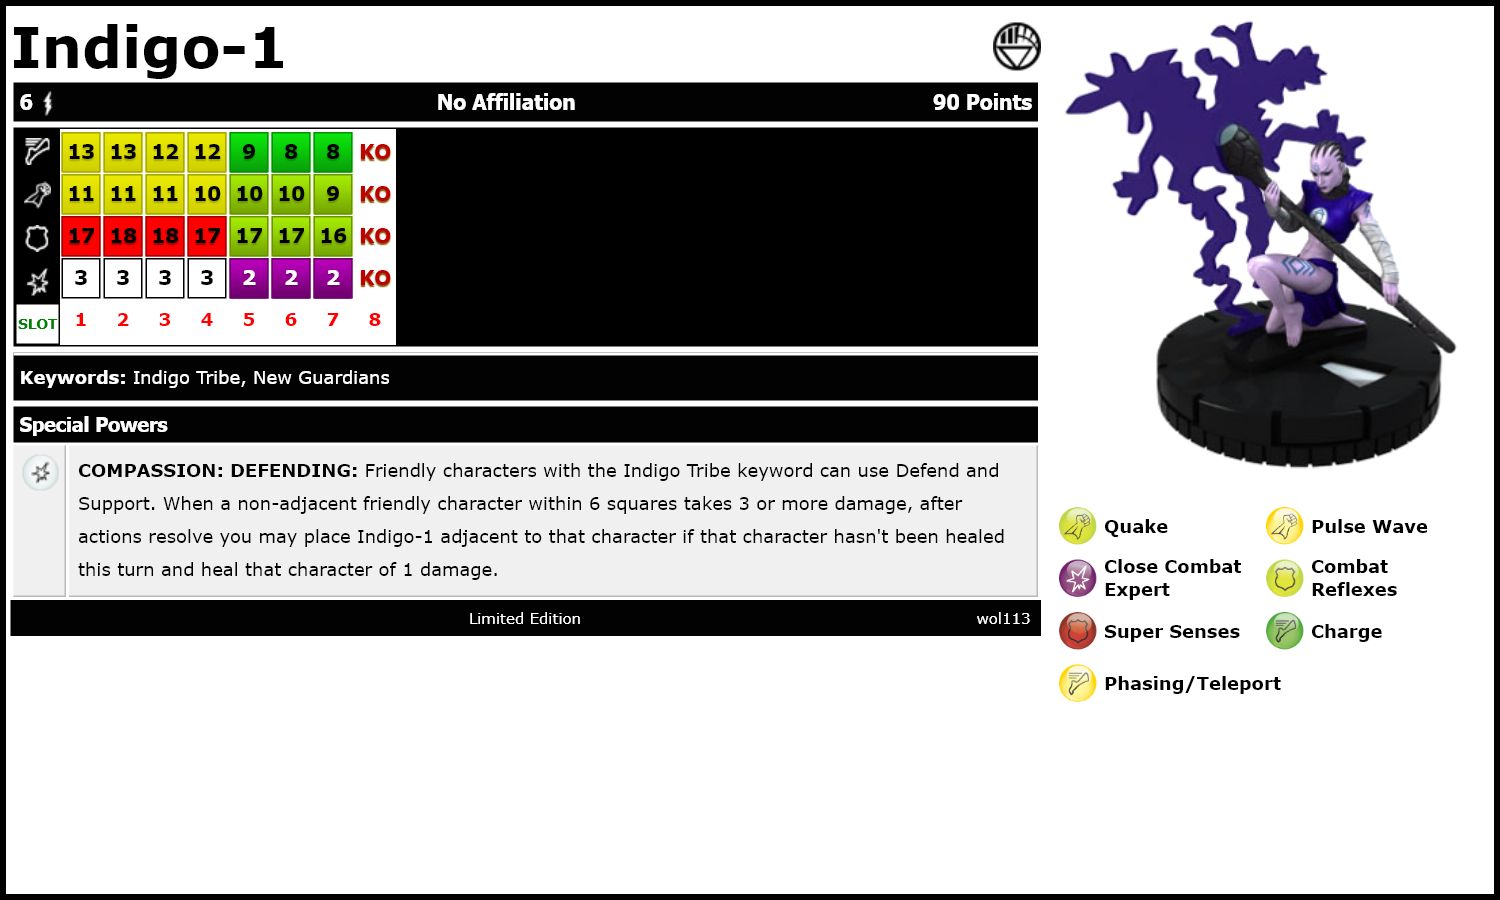 Indigo-1
6 No Affiliation 90 Points
13 13 12 12 9 8 8 KO
11 11 11 10 10 10 9 KO
17 18 18 17 17 17 16 KO
3 3 3 3 2 2 2 KO
SLOT 1 2 3 4 5 6 7 8
Keywords: Indigo Tribe, New Guardians
Special Powers
COMPASSION: DEFENDING: Friendly characters with the Indigo Tribe keyword can use Defend and
Support. When a non-adjacent friendly character within 6 squares takes 3 or more damage, after
actions resolve you may place Indigo-1 adjacent to that character if that character hasn't been healed
this turn and heal that character of 1 damage.
Limited Edition wol113
Quake Pulse Wave
Close Combat
Expert
Combat
Reflexes
Super Senses Charge
Phasing/Teleport